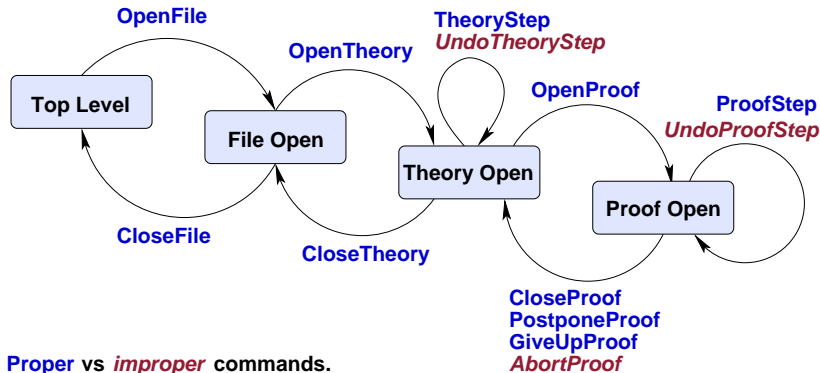 OpenFile
TheoryStep
UndoTheoryStep
OpenTheory
OpenProof
ProofStep
UndoProofStep
Top Level
File Open
Theory Open
Proof Open
CloseFile
CloseTheory
CloseProof
PostponeProof
GiveUpProof
AbortProof
Proper vs improper commands.